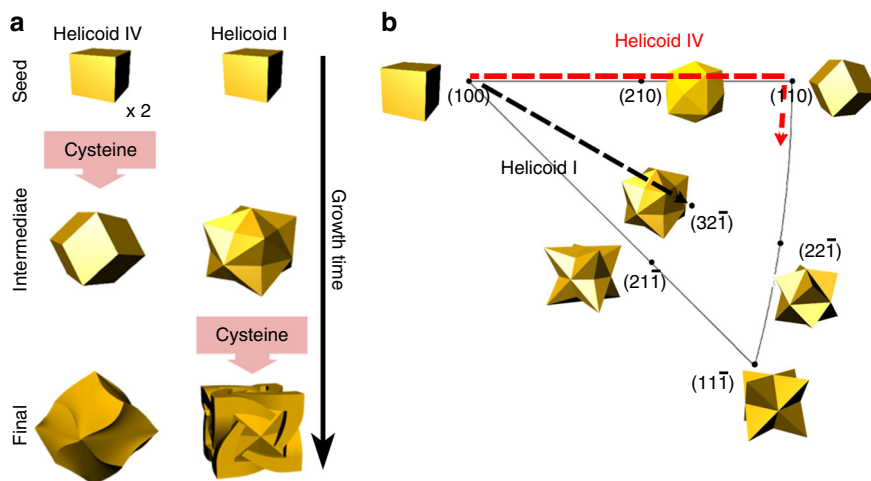 a
Helicoid IV
Helicoid I
Seed
x 2
Cysteine
Intermediate
Cysteine
Final
Growth time
b
Helicoid IV
(100)
(210)
(110)
Helicoid I
(321̅)
(211̅)
(221̅)
(111̅)